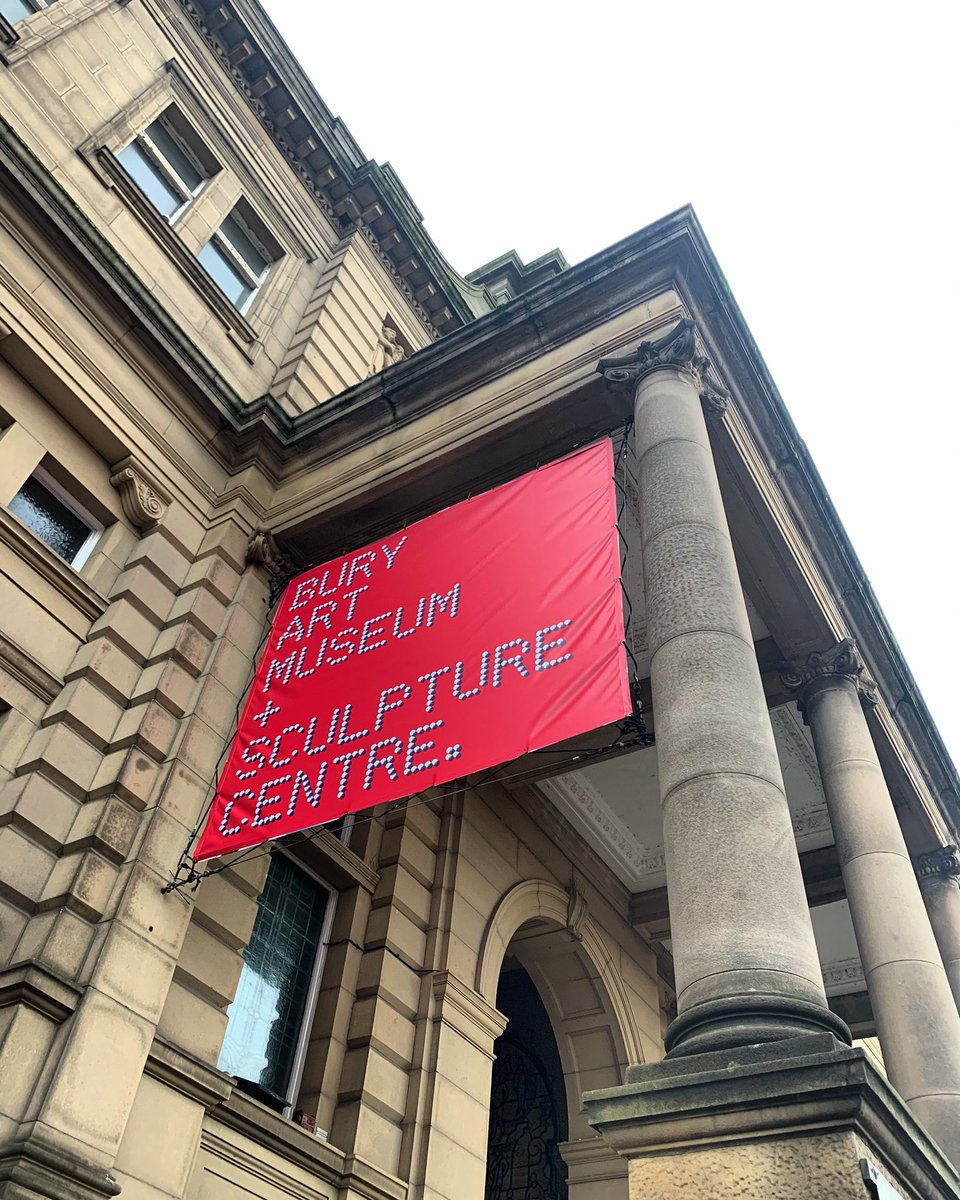 BURY
ART
MUSEUM
+
SCULPTURE
CENTRE.